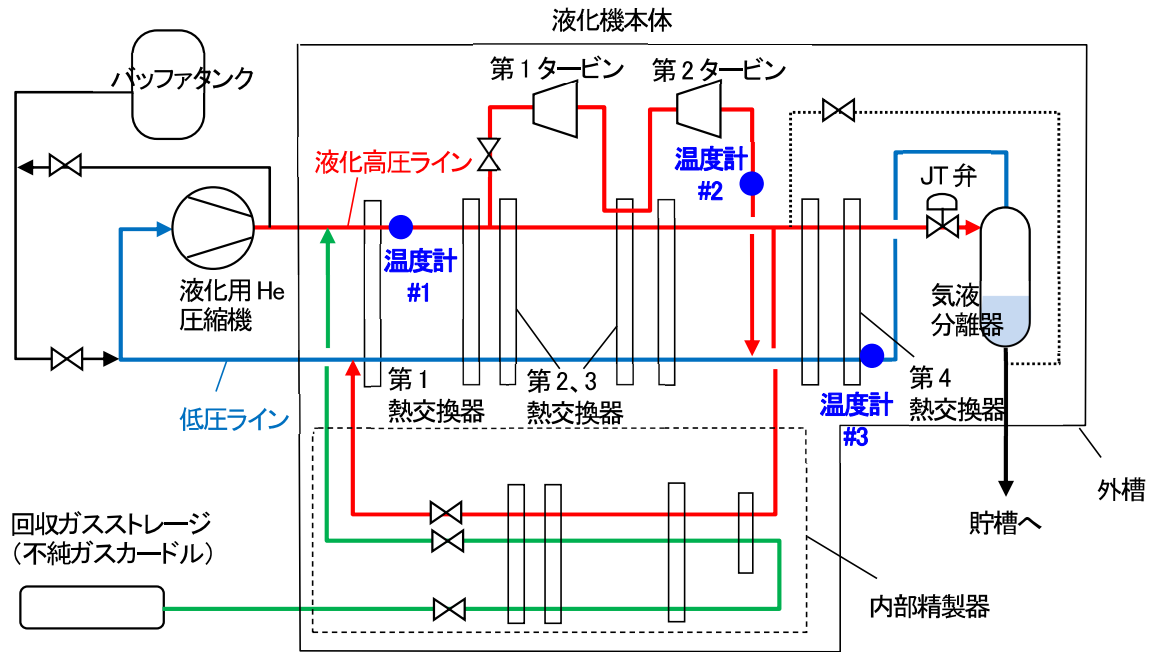 液化機本体
バッファタンク
第1タービン
第2タービン
液化高圧ライン
温度計
#2
JT弁
温度計
#1
液化用He
圧縮機
気液
分離器
第1
熱交換器
第2、3
熱交換器
第4
熱交換器
低圧ライン
温度計
#3
外槽
貯槽へ
回収ガスストレージ
(不純ガスカードル)
内部精製器